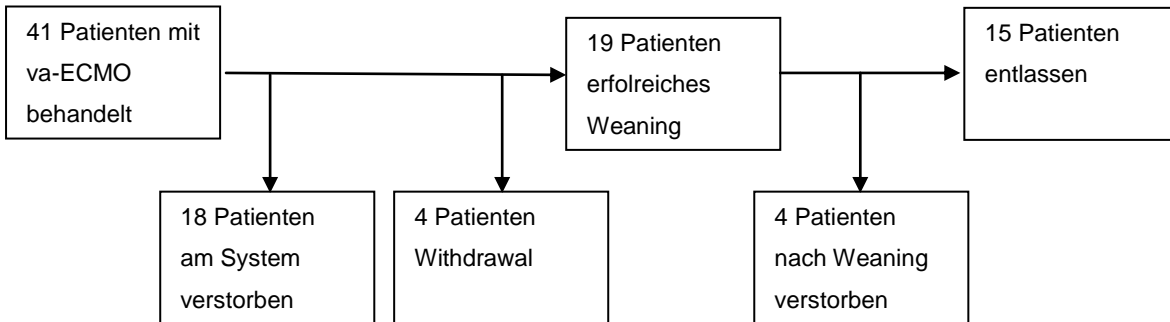 41 Patienten mit
va-ECMO
behandelt
19 Patienten
erfolreiches
Weaning
15 Patienten
entlassen
18 Patienten
am System
verstorben
4 Patienten
Withdrawal
4 Patienten
nach Weaning
verstorben